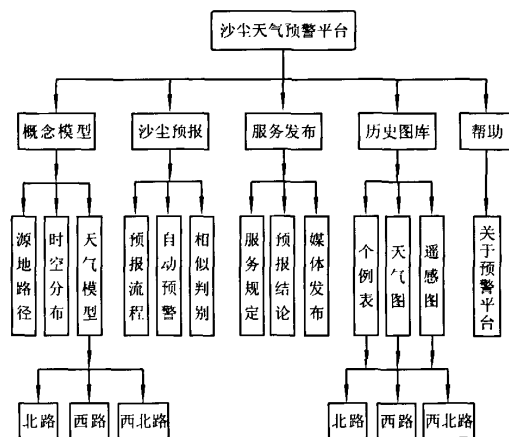 沙尘天气预警平台
概念模型
沙尘预报
服务发布
历史图库
帮助
源地路径
时空分布
天气模型
预报流程
自动预警
相似判别
服务规定
预报结论
媒体发布
个例表
天气图
遥感图
关于预警平台
北路
西路
西北路
北路
西路
西北路